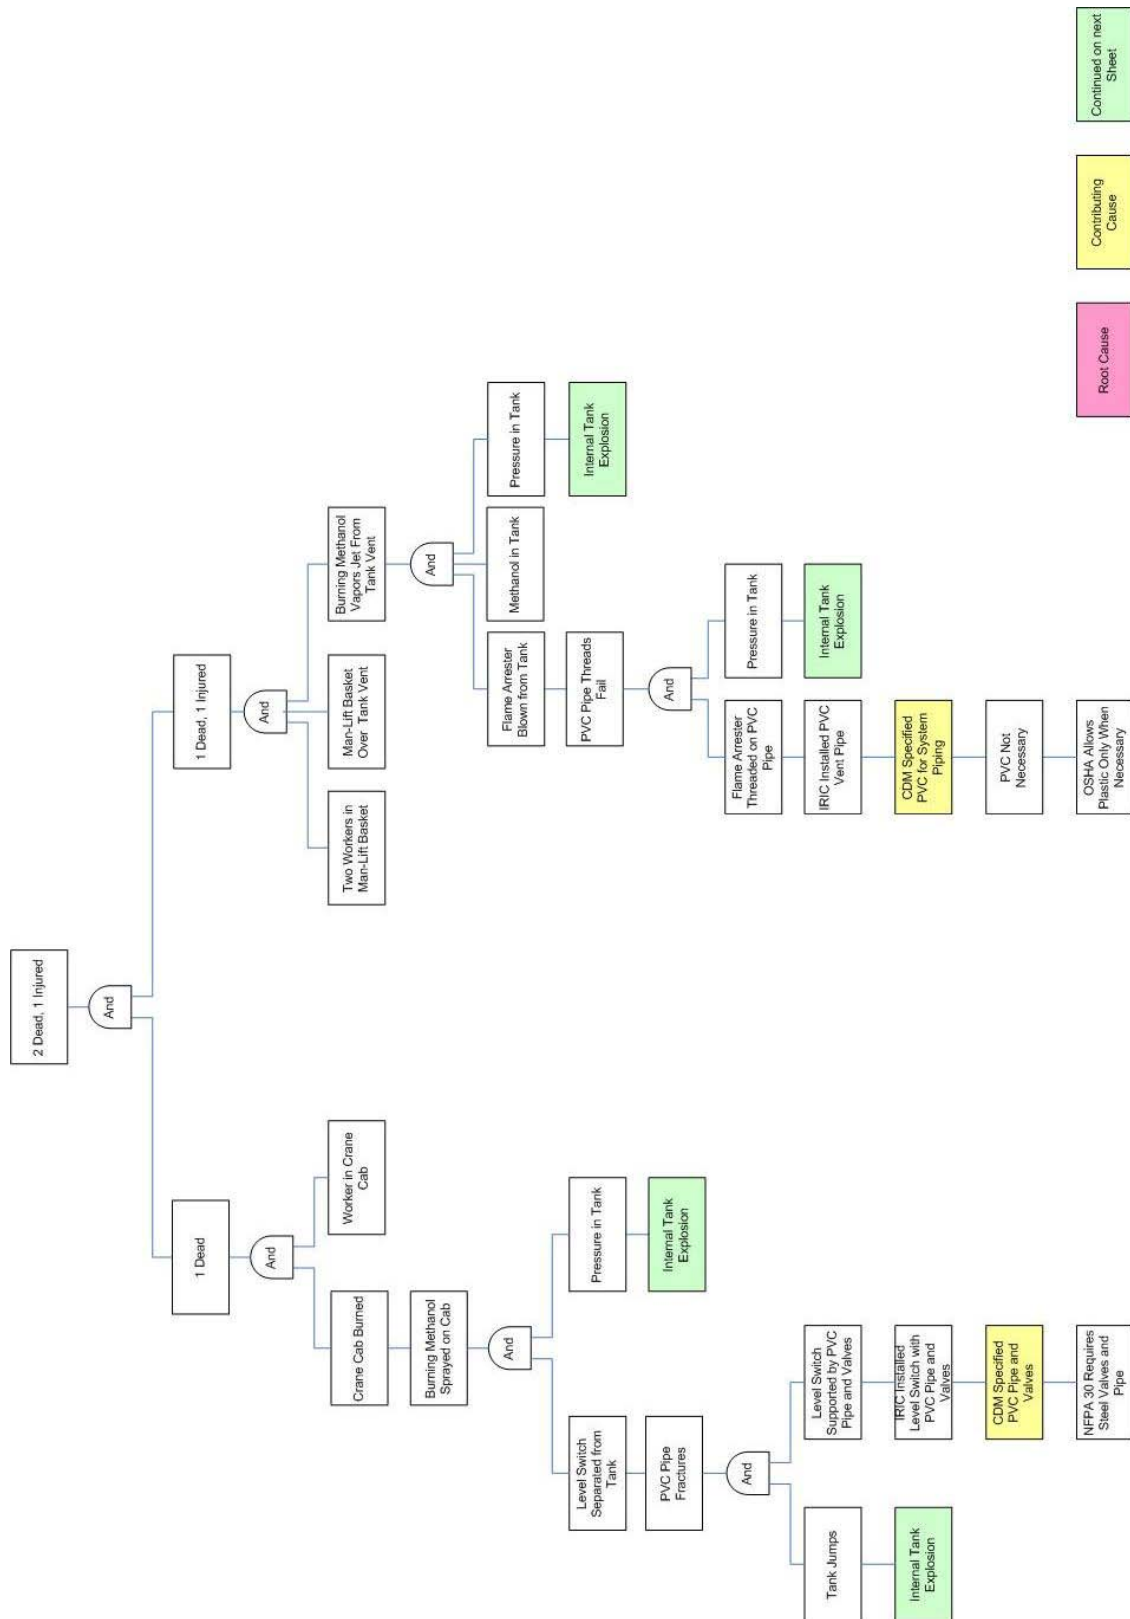 2 Dead, 1 Injured
And
1 Dead
1 Dead, 1 Injured
And
And
Crane Cab Burned
Worker in Crane
Cab
Two Workers in
Man-Lift Basket
Man-Lift Basket
Over Tank Vent
Burning Methanol
Vapors Jet From
Tank Vent
Burning Methanol
Sprayed on Cab
And
And
Flame Arrester
Blown from Tank
Methanol in Tank
Pressure in Tank
Level Switch
Separated from
Tank
Pressure in Tank
PVC Pipe Threads
Fail
Internal Tank
Explosion
PVC Pipe
Fractures
Internal Tank
Explosion
And
And
Flame Arrester
Threaded on PVC
Pipe
Pressure in Tank
Tank Jumps
Level Switch
Supported by PVC
Pipe and Valves
IRIC Installed PVC
Vent Pipe
Internal Tank
Explosion
Internal Tank
Explosion
IRIC Installed
Level Switch with
PVC Pipe and
Valves
CDM Specified
PVC for System
Piping
CDM Specified
PVC Pipe and
Valves
PVC Not
Necessary
NFPA 30 Requires
Steel Valves and
Pipe
OSHA Allows
Plastic Only When
Necessary
Root Cause
Contributing
Cause
Continued on next
Sheet